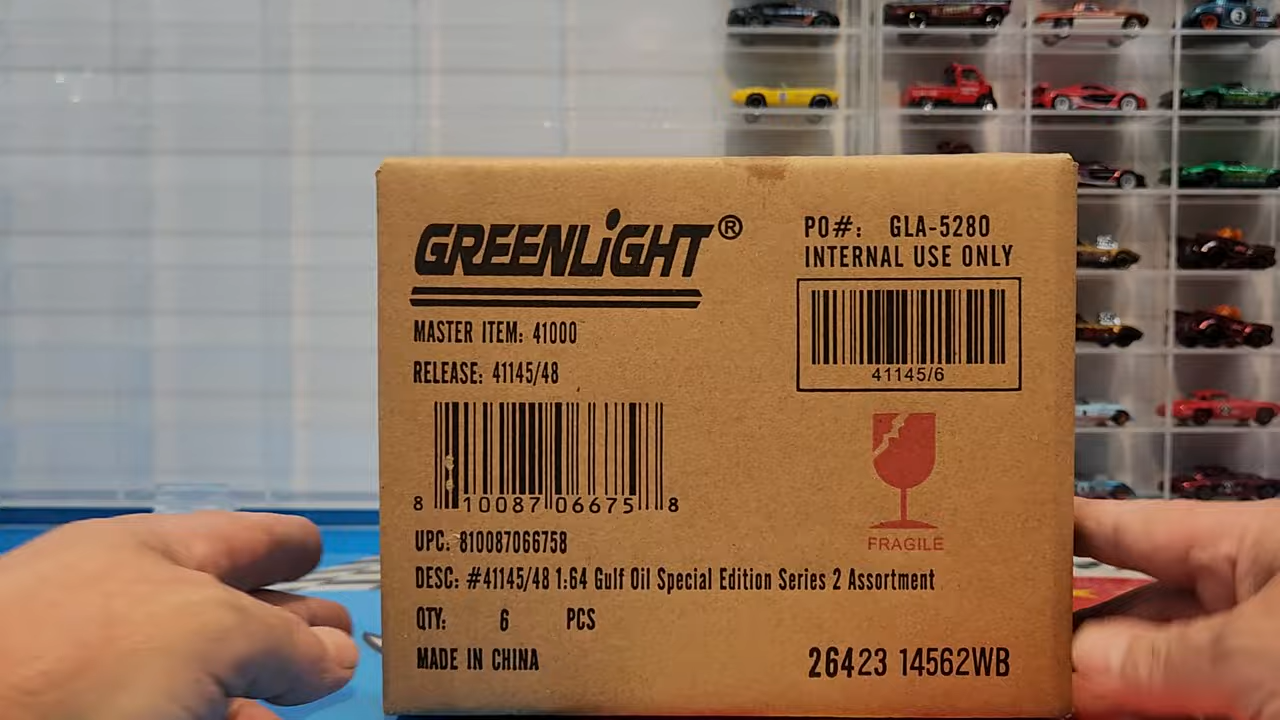 GREENLiGHT®
MASTER ITEM: 41000
RELEASE: 41145/48
8 10087 06675 8
UPC: 810087066758
DESC: #41145/48 1:64 Gulf Oil Special Edition Series 2 Assortment
QTY: 6 PCS
MADE IN CHINA
PO#: GLA-5280
INTERNAL USE ONLY
41145/6
FRAGILE
26423 14562WB